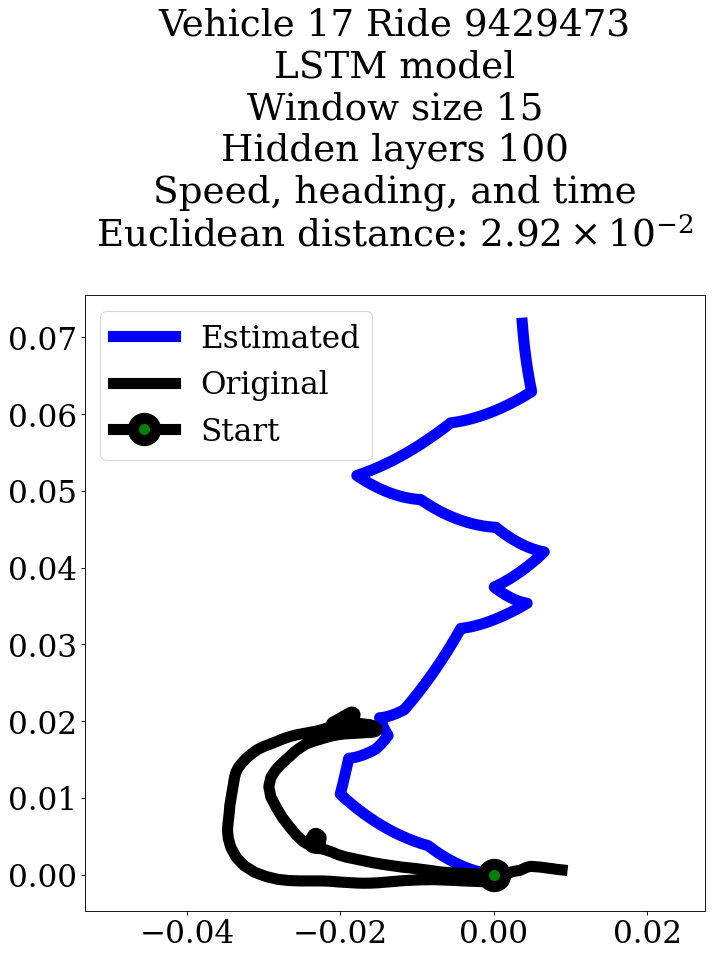 Vehicle 17 Ride 9429473
LSTM model
Window size 15
Hidden layers 100
Speed, heading, and time
Euclidean distance: 2.92 × 10⁻²
Estimated
Original
Start
0.07
0.06
0.05
0.04
0.03
0.02
0.01
0.00
−0.04 −0.02 0.00 0.02